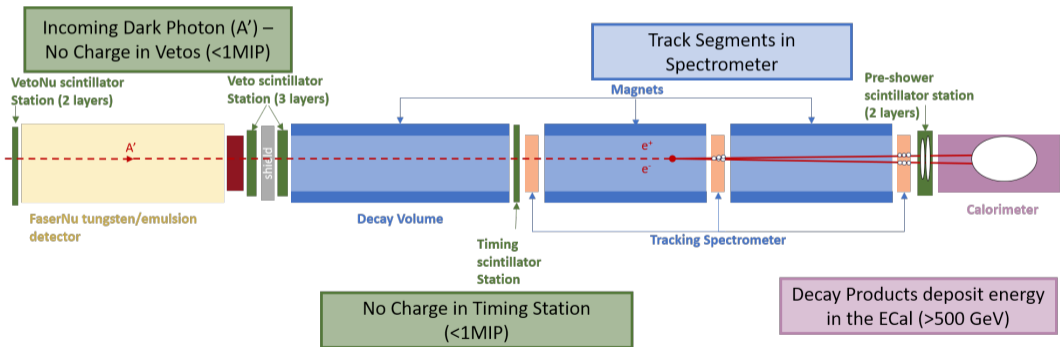 Incoming Dark Photon (A’) –
No Charge in Vetos (<1MIP)
Track Segments in
Spectrometer
VetoNu scintillator
Station (2 layers)
Veto scintillator
Station (3 layers)
Magnets
Pre-shower
scintillator station
(2 layers)
A’
shield
e+
e-
FaserNu tungsten/emulsion
detector
Decay Volume
Calorimeter
Timing
scintillator
Station
Tracking Spectrometer
No Charge in Timing Station
(<1MIP)
Decay Products deposit energy
in the ECal (>500 GeV)